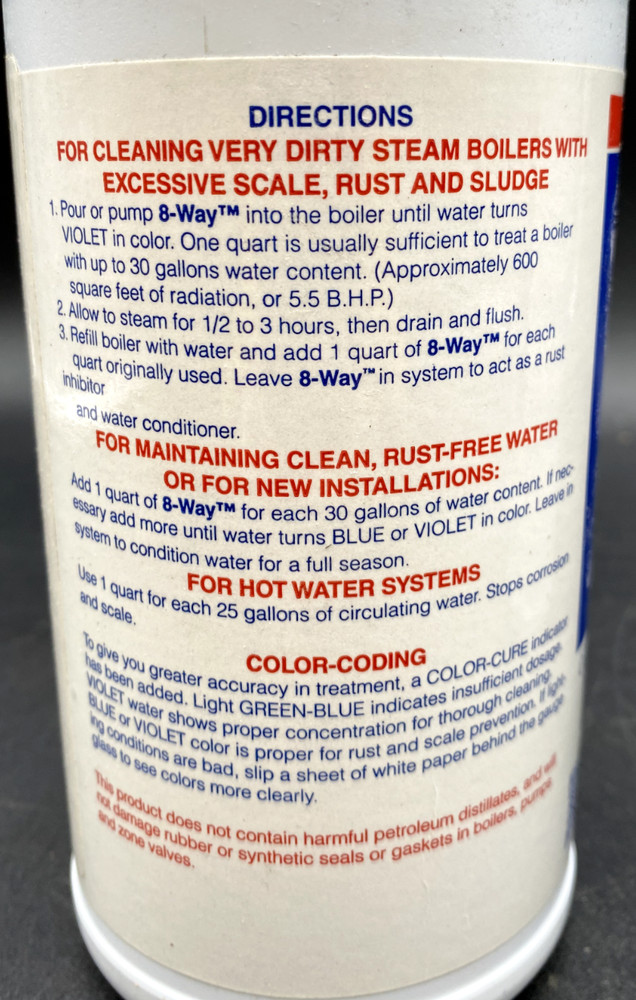 DIRECTIONS
FOR CLEANING VERY DIRTY STEAM BOILERS WITH
EXCESSIVE SCALE, RUST AND SLUDGE
1. Pour or pump 8-Way™ into the boiler until water turns
VIOLET in color. One quart is usually sufficient to treat a boiler
with up to 30 gallons water content. (Approximately 600
square feet of radiation, or 5.5 B.H.P.)
2. Allow to steam for 1/2 to 3 hours, then drain and flush.
3. Refill boiler with water and add 1 quart of 8-Way™ for each
quart originally used. Leave 8-Way™ in system to act as a rust
inhibitor
and water conditioner.
FOR MAINTAINING CLEAN, RUST-FREE WATER
OR FOR NEW INSTALLATIONS:
Add 1 quart of 8-Way™ for each 30 gallons of water content. If nec-
essary add more until water turns BLUE or VIOLET in color. Leave in
system to condition water for a full season.
FOR HOT WATER SYSTEMS
Use 1 quart for each 25 gallons of circulating water. Stops corrosion
and scale.
COLOR-CODING
To give you greater accuracy in treatment, a COLOR-CURE indicator
has been added. Light GREEN-BLUE indicates insufficient dosage.
VIOLET water shows proper concentration for thorough cleaning.
BLUE or VIOLET color is proper for rust and scale prevention. If light-
ing conditions are bad, slip a sheet of white paper behind the gauge
glass to see colors more clearly.
This product does not contain harmful petroleum distillates, and will
not damage rubber or synthetic seals or gaskets in boilers, pumps,
and zone valves.